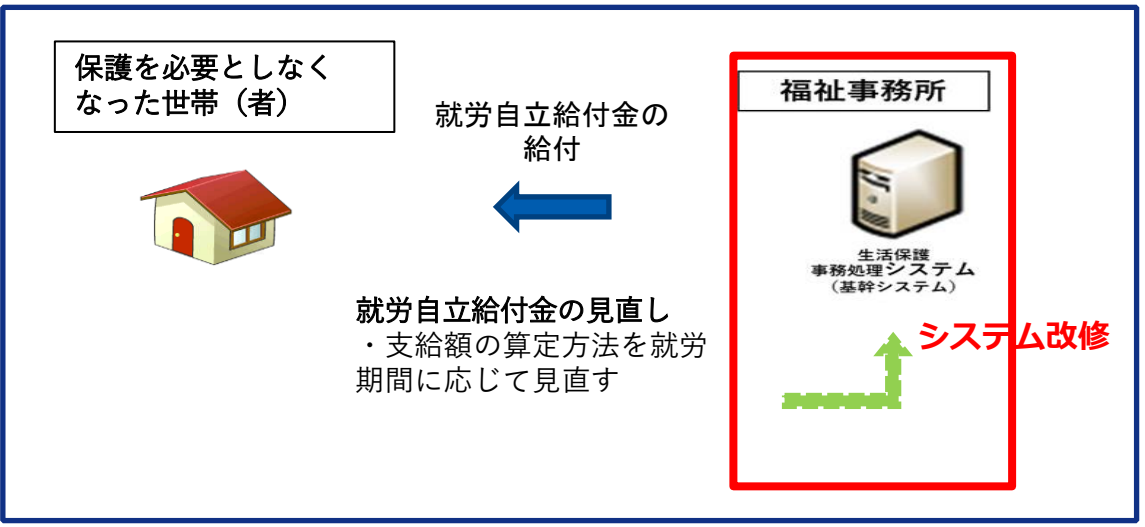 保護を必要としなく
なった世帯（者）
就労自立給付金の
給付
福祉事務所
生活保護
事務処理システム
（基幹システム）
就労自立給付金の見直し
・支給額の算定方法を就労
期間に応じて見直す
システム改修